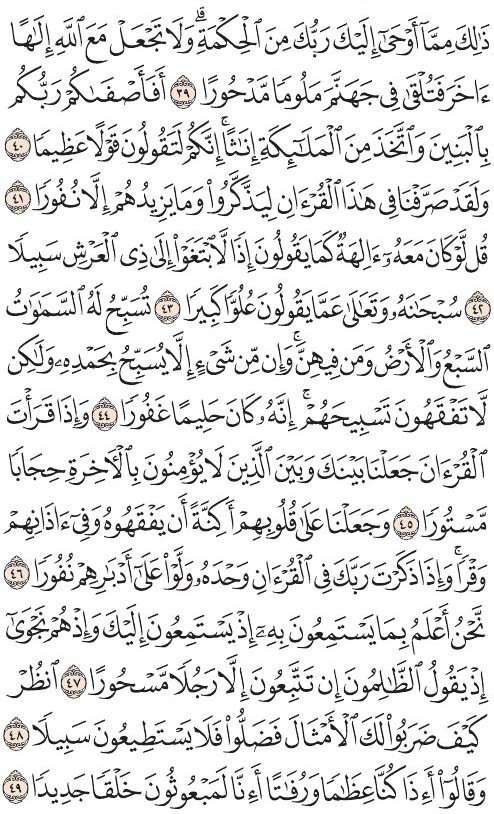 ذَٰلِكَ مِمَّآ أَوْحَىٰٓ إِلَيْكَ رَبُّكَ مِنَ ٱلْحِكْمَةِ ۗ وَلَا تَجْعَلْ مَعَ ٱللَّهِ إِلَٰهًا
ءَاخَرَ فَتُلْقَىٰ فِى جَهَنَّمَ مَلُومًا مَّدْحُورًا ٣٩ أَفَأَصْفَىٰكُمْ رَبُّكُم
بِٱلْبَنِينَ وَٱتَّخَذَ مِنَ ٱلْمَلَٰٓئِكَةِ إِنَٰثًا ۚ إِنَّكُمْ لَتَقُولُونَ قَوْلًا عَظِيمًا ٤٠
وَلَقَدْ صَرَّفْنَا فِى هَٰذَا ٱلْقُرْءَانِ لِيَذَّكَّرُوا۟ وَمَا يَزِيدُهُمْ إِلَّا نُفُورًا ٤١
قُل لَّوْ كَانَ مَعَهُۥٓ ءَالِهَةٌ كَمَا يَقُولُونَ إِذًا لَّٱبْتَغَوْا۟ إِلَىٰ ذِى ٱلْعَرْشِ سَبِيلًا
٤٢ سُبْحَٰنَهُۥ وَتَعَٰلَىٰ عَمَّا يَقُولُونَ عُلُوًّا كَبِيرًا ٤٣ تُسَبِّحُ لَهُ ٱلسَّمَٰوَٰتُ
ٱلسَّبْعُ وَٱلْأَرْضُ وَمَن فِيهِنَّ ۚ وَإِن مِّن شَىْءٍ إِلَّا يُسَبِّحُ بِحَمْدِهِۦ وَلَٰكِن
لَّا تَفْقَهُونَ تَسْبِيحَهُمْ ۗ إِنَّهُۥ كَانَ حَلِيمًا غَفُورًا ٤٤ وَإِذَا قَرَأْتَ
ٱلْقُرْءَانَ جَعَلْنَا بَيْنَكَ وَبَيْنَ ٱلَّذِينَ لَا يُؤْمِنُونَ بِٱلْأَخِرَةِ حِجَابًا
مَّسْتُورًا ٤٥ وَجَعَلْنَا عَلَىٰ قُلُوبِهِمْ أَكِنَّةً أَن يَفْقَهُوهُ وَفِىٓ ءَاذَانِهِمْ
وَقْرًا ۚ وَإِذَا ذَكَرْتَ رَبَّكَ فِى ٱلْقُرْءَانِ وَحْدَهُۥ وَلَّوْا۟ عَلَىٰٓ أَدْبَٰرِهِمْ نُفُورًا ٤٦
نَّحْنُ أَعْلَمُ بِمَا يَسْتَمِعُونَ بِهِۦٓ إِذْ يَسْتَمِعُونَ إِلَيْكَ وَإِذْ هُمْ نَجْوَىٰٓ
إِذْ يَقُولُ ٱلظَّٰلِمُونَ إِن تَتَّبِعُونَ إِلَّا رَجُلًا مَّسْحُورًا ٤٧ ٱنظُرْ
كَيْفَ ضَرَبُوا۟ لَكَ ٱلْأَمْثَالَ فَضَلُّوا۟ فَلَا يَسْتَطِيعُونَ سَبِيلًا ٤٨
وَقَالُوٓا۟ أَءِذَا كُنَّا عِظَٰمًا وَرُفَٰتًا أَءِنَّا لَمَبْعُوثُونَ خَلْقًا جَدِيدًا ٤٩